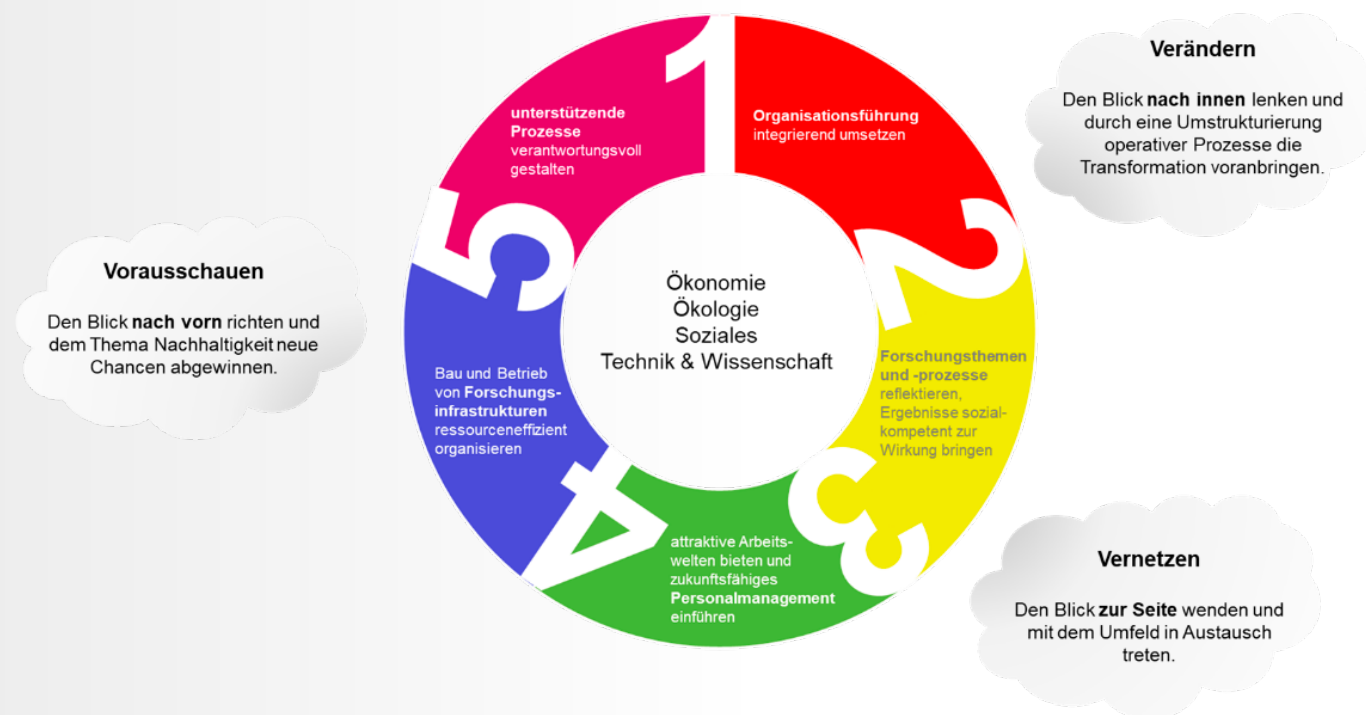 1
Organisationsführung
integrierend umsetzen
2
Forschungsthemen
und -prozesse
reflektieren,
Ergebnisse sozial-
kompetent zur
Wirkung bringen
3
attraktive Arbeits-
welten bieten und
zukunftsfähiges
Personalmanagement
einführen
4
Bau und Betrieb
von Forschungs-
infrastrukturen
ressourceneffizient
organisieren
5
unterstützende
Prozesse
verantwortungsvoll
gestalten
Ökonomie
Ökologie
Soziales
Technik & Wissenschaft
Verändern
Den Blick nach innen lenken und
durch eine Umstrukturierung
operativer Prozesse die
Transformation voranbringen.
Vorausschauen
Den Blick nach vorn richten und
dem Thema Nachhaltigkeit neue
Chancen abgewinnen.
Vernetzen
Den Blick zur Seite wenden und
mit dem Umfeld in Austausch
treten.